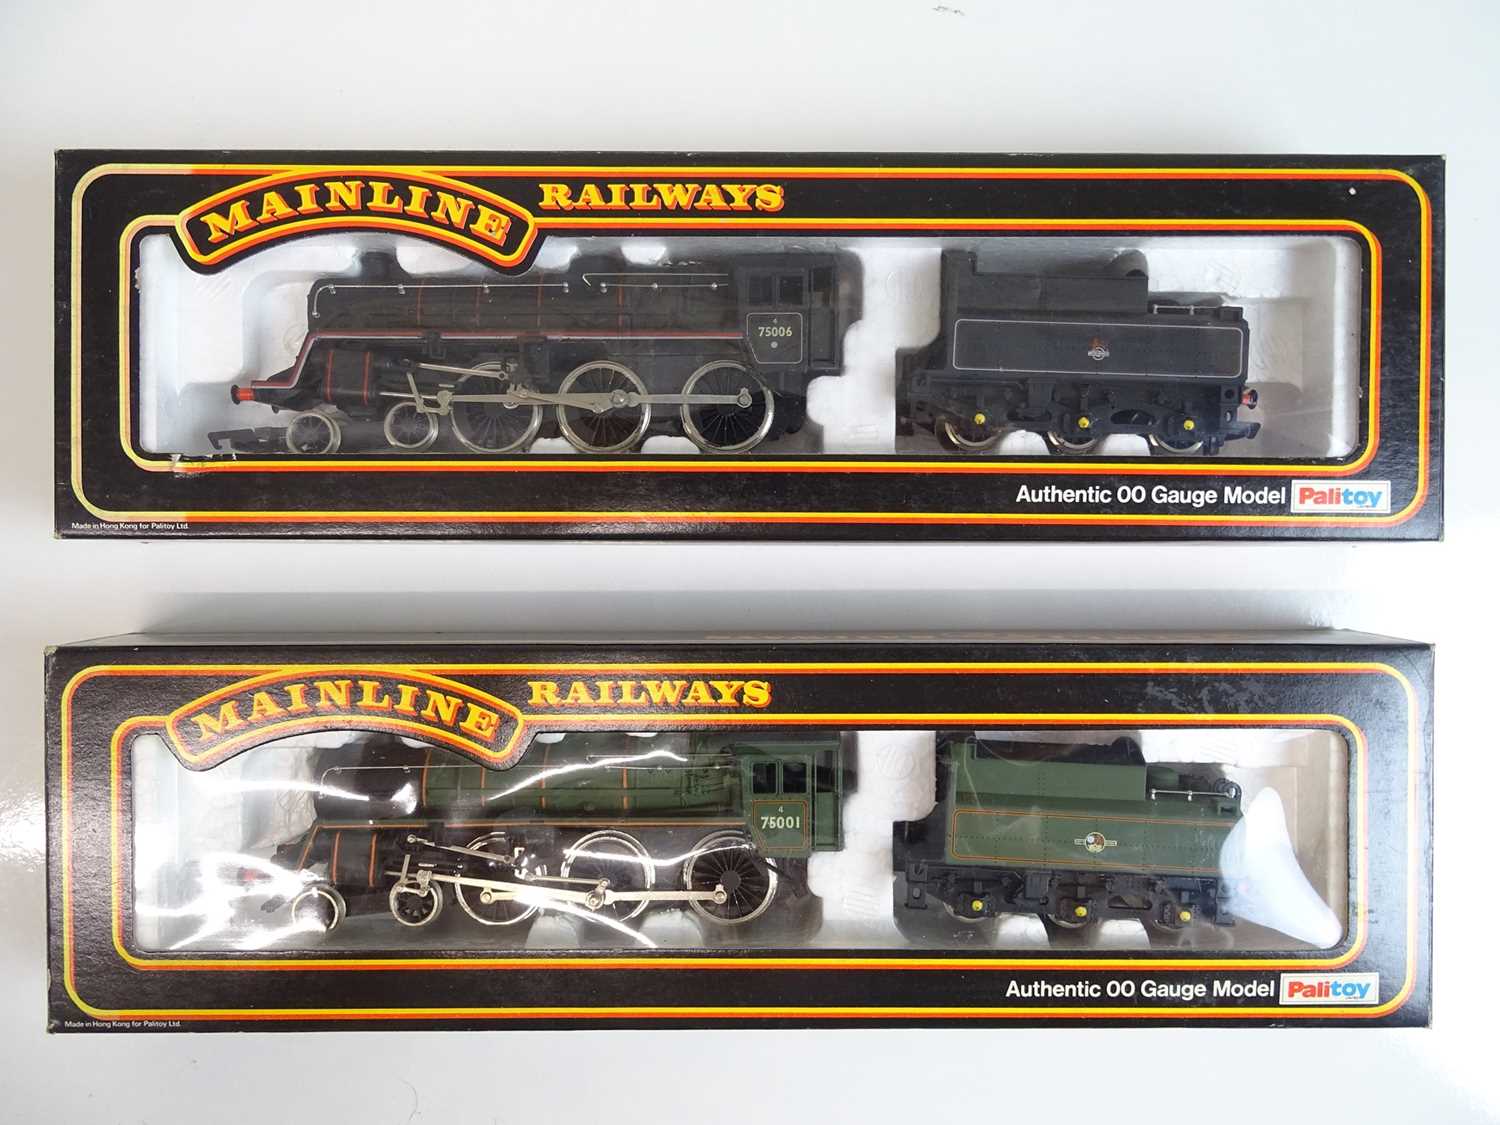 MAINLINE RAILWAYS
4
75006
Authentic 00 Gauge Model Palitoy
Made in Hong Kong for Palitoy Ltd.
MAINLINE RAILWAYS
4
75001
Authentic 00 Gauge Model Palitoy
Made in Hong Kong for Palitoy Ltd.